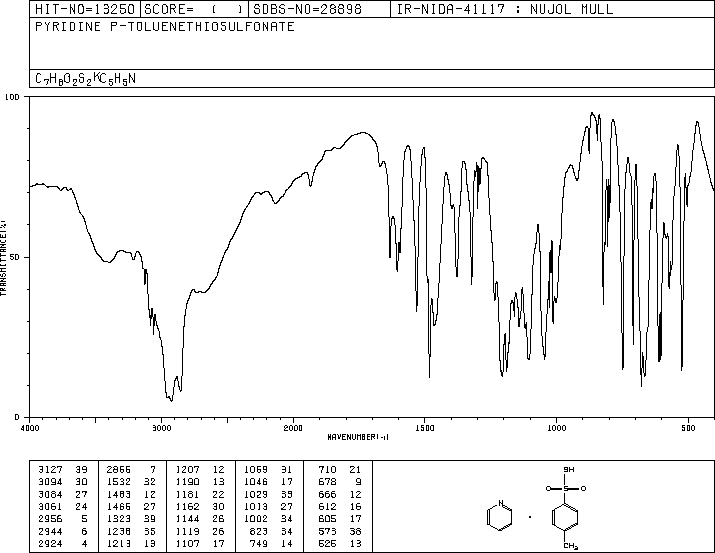 HIT-NO=13250 SCORE= ( ) SDBS-NO=28898 IR-NIDA-41117 : NUJOL MULL
PYRIDINE P-TOLUENETHIOSULFONATE
C7H8O2S2*C5H5N
100
50
0
TRANSMITTANCE(%)
4000 3000 2000 1500 1000 500
WAVENUMBER(-1)
3127 39 2866 7 1207 12 1069 31 710 21
3094 30 1532 32 1190 13 1046 17 678 9
3084 27 1483 12 1181 22 1029 39 666 12
3061 24 1466 27 1162 30 1013 27 612 16
2956 5 1323 39 1144 26 1002 34 605 17
2944 6 1238 35 1119 26 823 34 573 38
2924 4 1213 13 1107 17 749 14 526 13
SH
O S O
N
CH3